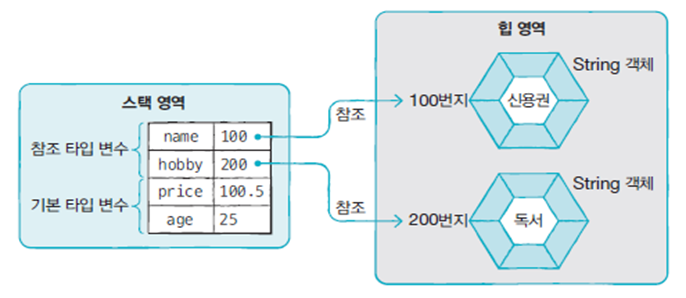 힙 영역
String 객체
100번지
신용권
스택 영역
참조
참조 타입 변수
name 100
hobby 200
기본 타입 변수
price 100.5
age 25
String 객체
참조
200번지
독서